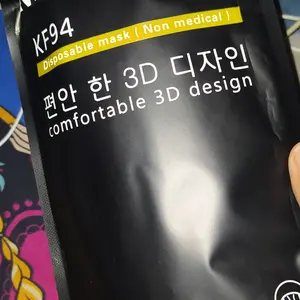 KF94
Disposable mask ( Non medical )
편안 한 3D 디자인
comfortable 3D design